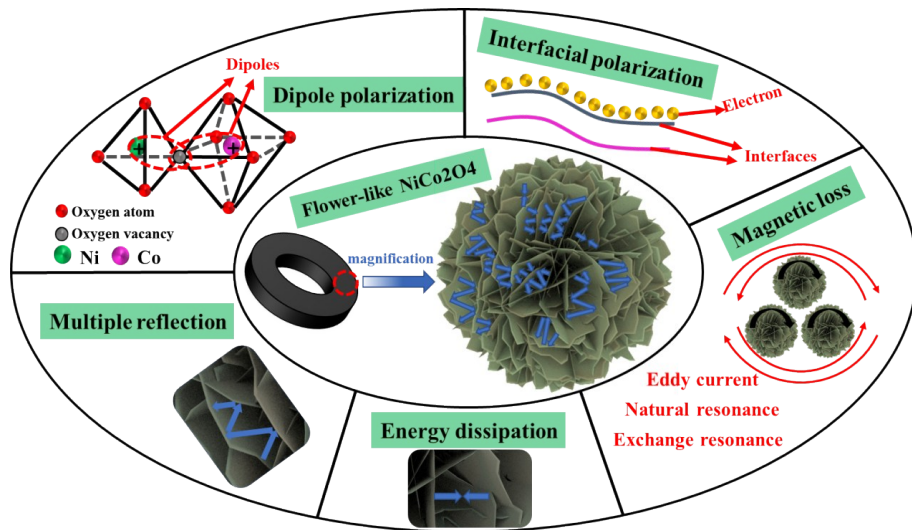 Dipoles
Dipole polarization
+
+
Oxygen atom
Oxygen vacancy
Ni
Co
Interfacial polarization
Electron
Interfaces
Flower-like NiCo2O4
magnification
Magnetic loss
Eddy current
Natural resonance
Exchange resonance
Multiple reflection
Energy dissipation